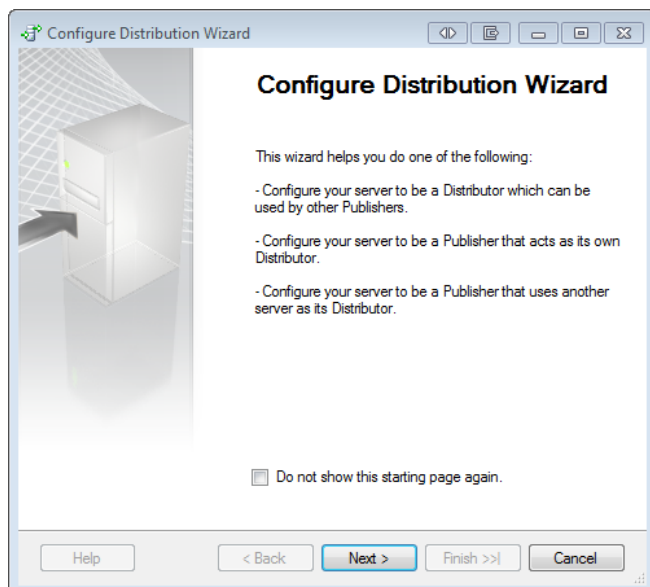 Configure Distribution Wizard
Configure Distribution Wizard
This wizard helps you do one of the following:
- Configure your server to be a Distributor which can be
used by other Publishers.
- Configure your server to be a Publisher that acts as its own
Distributor.
- Configure your server to be a Publisher that uses another
server as its Distributor.
Do not show this starting page again.
Help
< Back
Next >
Finish >>|
Cancel